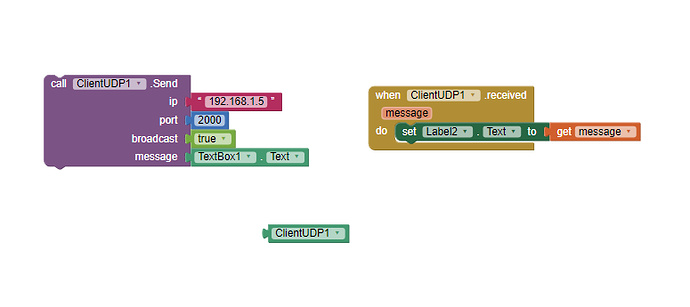 call ClientUDP1 .Send
ip " 192.168.1.5 "
port 2000
broadcast true
message TextBox1 . Text
when ClientUDP1 .received
message
do set Label2 . Text to get message
ClientUDP1